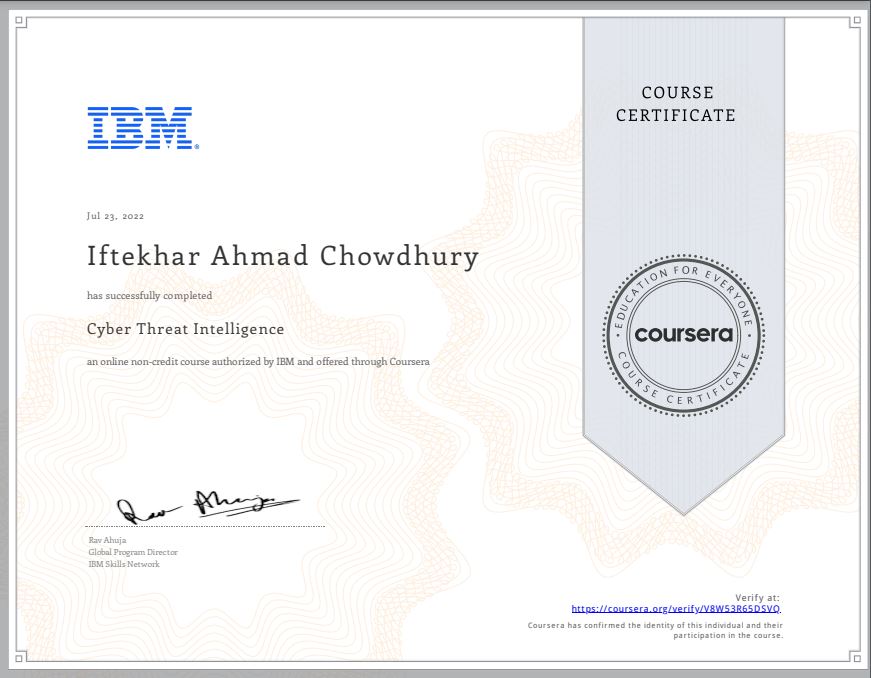 COURSE
CERTIFICATE
IBM®
Jul 23, 2022
Iftekhar Ahmad Chowdhury
has successfully completed
Cyber Threat Intelligence
an online non-credit course authorized by IBM and offered through Coursera
EDUCATION FOR EVERYONE
coursera
COURSE CERTIFICATE
Rav Ahuja
Rav Ahuja
Global Program Director
IBM Skills Network
Verify at:
https://coursera.org/verify/V8W53R65DSVQ
Coursera has confirmed the identity of this individual and their
participation in the course.